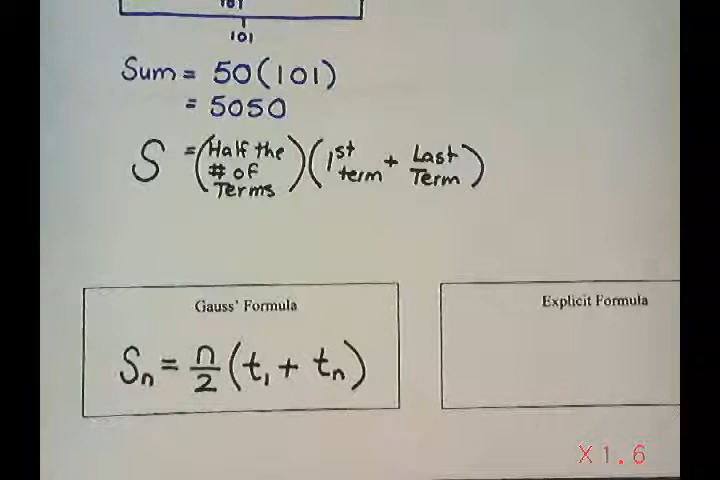 101
101
Sum = 50(101)
= 5050
S = (Half the # of Terms)(1st term + Last Term)
Gauss' Formula
Explicit Formula
Sn = n/2 (t1 + tn)
X1.6